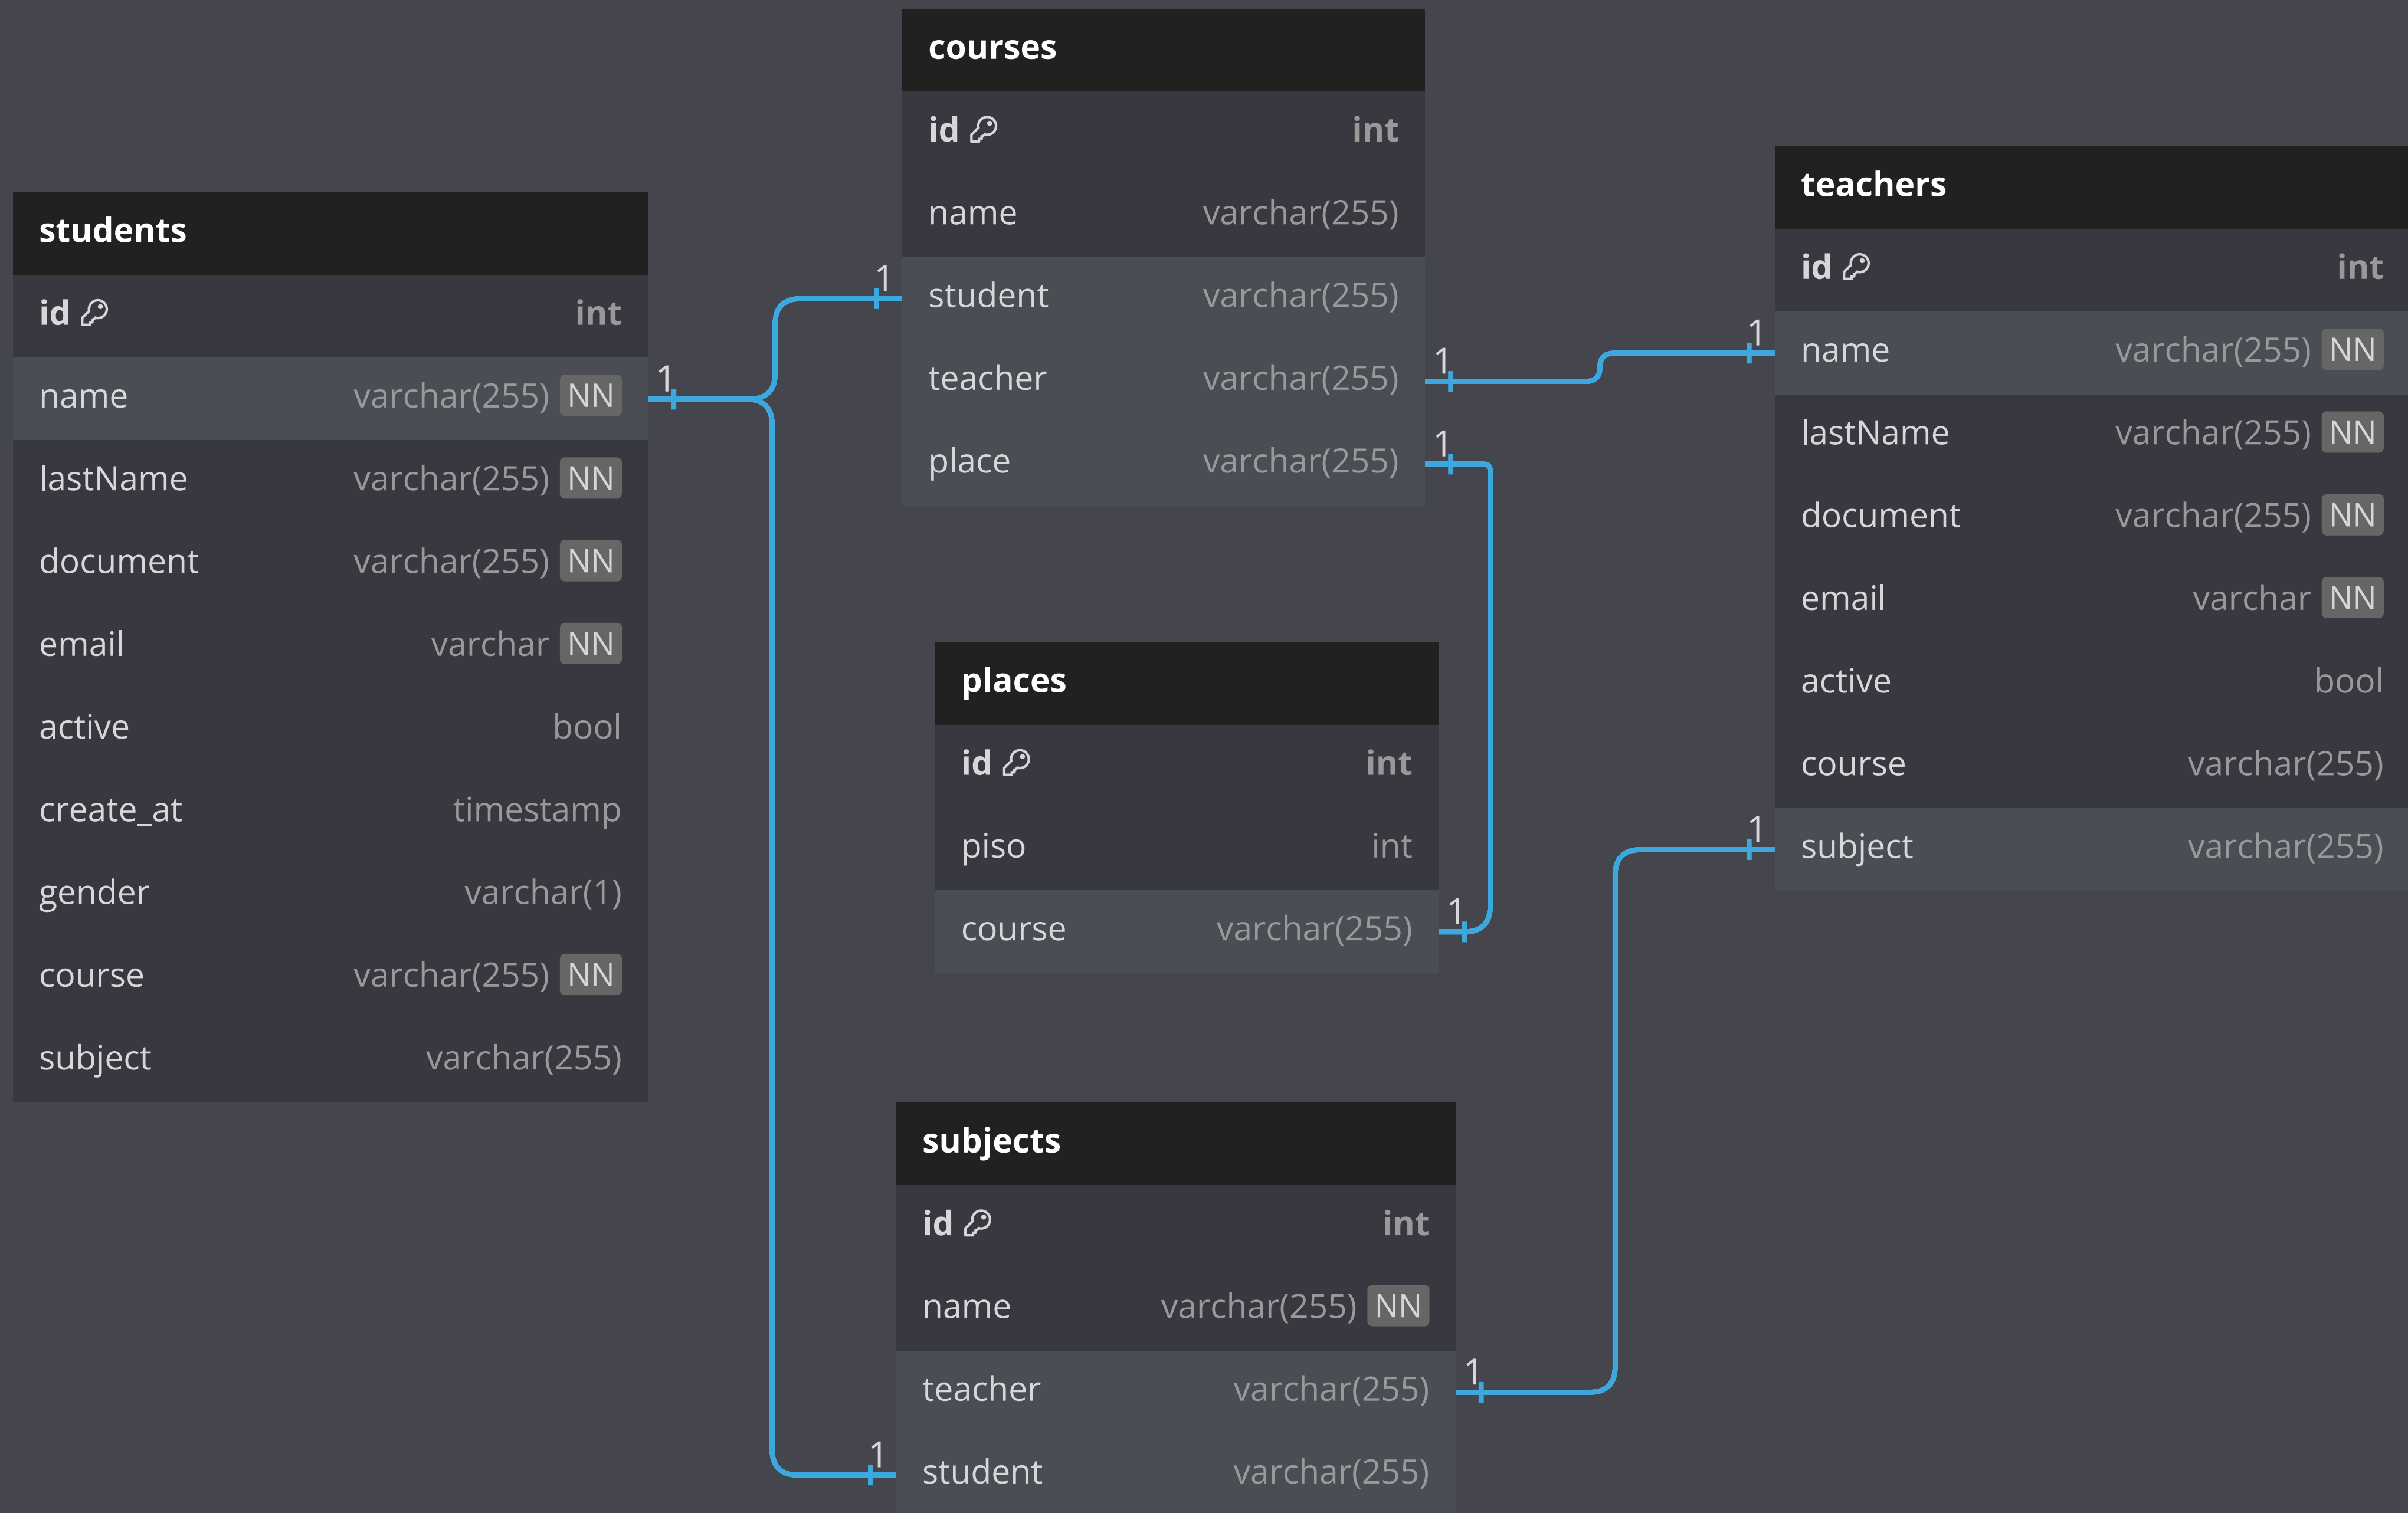 students
id int
name varchar(255) NN
lastName varchar(255) NN
document varchar(255) NN
email varchar NN
active bool
create_at timestamp
gender varchar(1)
course varchar(255) NN
subject varchar(255)
1
courses
id int
name varchar(255)
1
student varchar(255)
teacher varchar(255)
1
place varchar(255)
1
places
id int
piso int
course varchar(255)
1
subjects
id int
name varchar(255) NN
teacher varchar(255)
1
1
student varchar(255)
teachers
id int
1
name varchar(255) NN
lastName varchar(255) NN
document varchar(255) NN
email varchar NN
active bool
course varchar(255)
1
subject varchar(255)